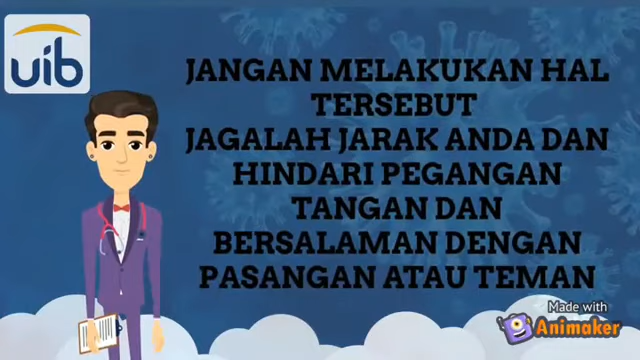 uib
JANGAN MELAKUKAN HAL
TERSEBUT
JAGALAH JARAK ANDA DAN
HINDARI PEGANGAN
TANGAN DAN
BERSALAMAN DENGAN
PASANGAN ATAU TEMAN
Made with
Animaker